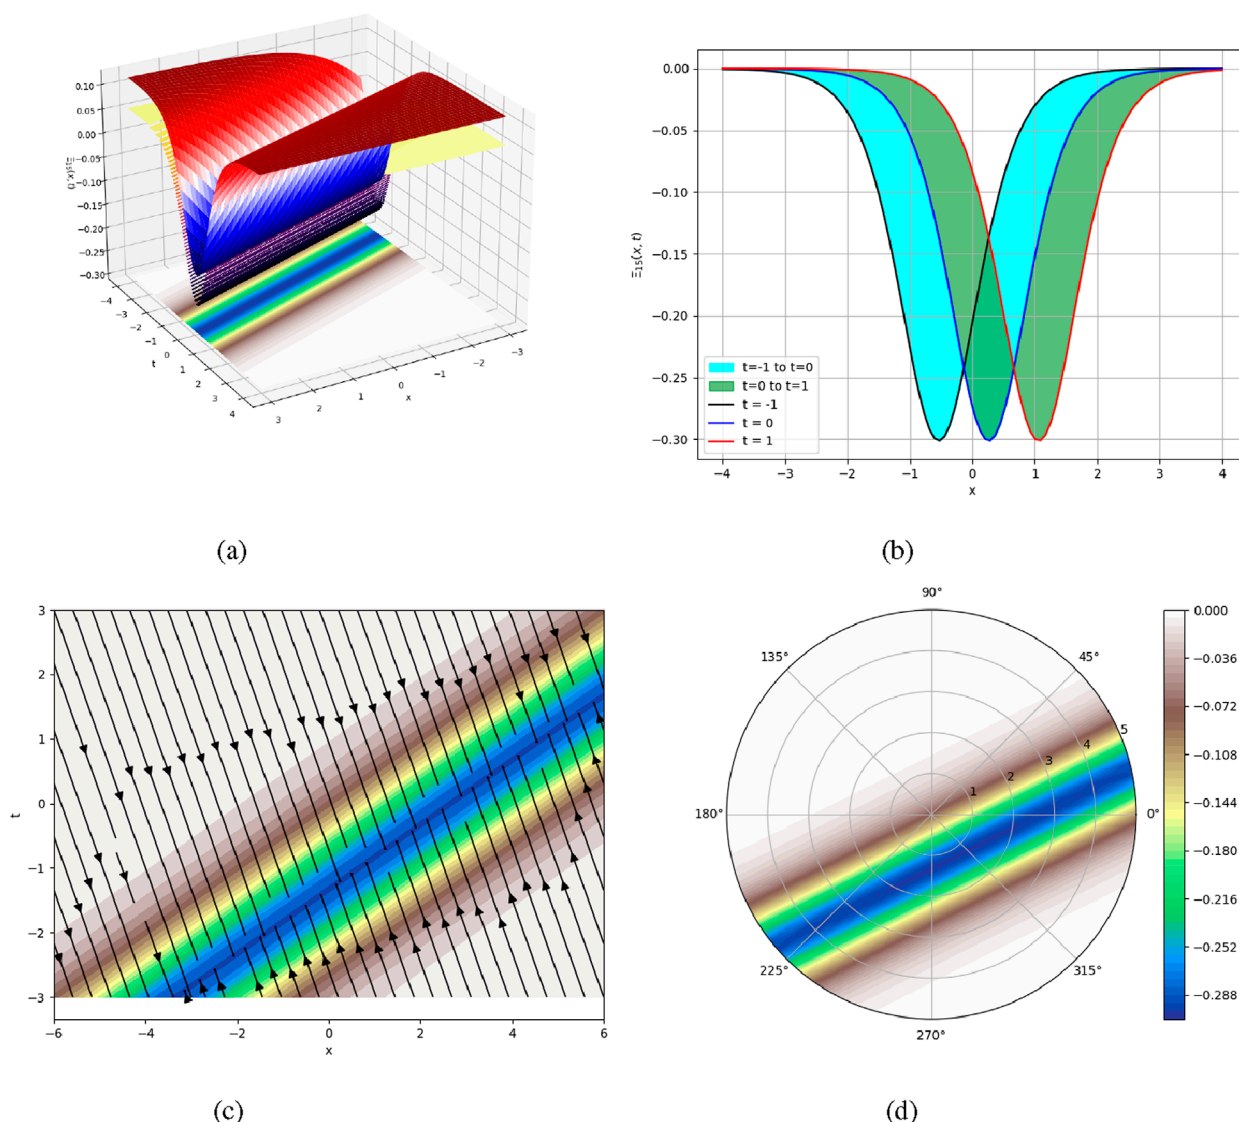 0.10
0.05
0.00
−0.05
−0.10
−0.15
−0.20
−0.25
−0.30
Ξ₁₅(x,t)
−4
−3
−2
−1
0
1
2
3
4
t
3
2
1
0
−1
−2
−3
x
(a)
0.00
−0.05
−0.10
−0.15
−0.20
−0.25
−0.30
Ξ₁₅(x, t)
t=-1 to t=0
t=0 to t=1
t = -1
t = 0
t = 1
−4 −3 −2 −1 0 1 2 3 4
x
(b)
3
2
1
0
−1
−2
−3
t
−6 −4 −2 0 2 4 6
x
(c)
90°
135° 45°
180° 0°
225° 315°
270°
1 2 3 4 5
0.000
−0.036
−0.072
−0.108
−0.144
−0.180
−0.216
−0.252
−0.288
(d)